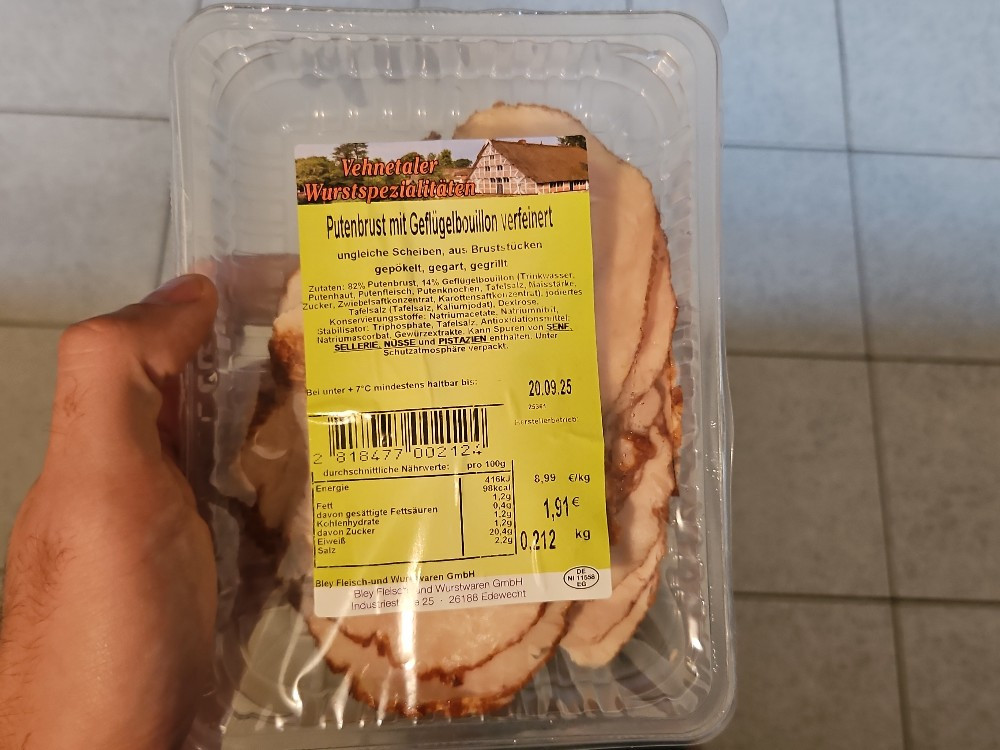 Vehnetaler
Wurstspezialitäten
Putenbrust mit Geflügelbouillon verfeinert
ungleiche Scheiben, aus Bruststücken
gepökelt, gegart, gegrillt
Zutaten: 82% Putenbrust, 14% Geflügelbouillon (Trinkwasser,
Putenhaut, Putenfleisch, Putenknochen, Tafelsalz, Maisstärke,
Zucker, Zwiebelsaftkonzentrat, Karottensaftkonzentrat), jodiertes
Tafelsalz (Tafelsalz, Kaliumjodat), Dextrose,
Konservierungsstoffe: Natriumacetate, Natriumnitrit,
Stabilisator: Triphosphate, Tafelsalz, Antioxidationsmittel:
Natriumascorbat, Gewürzextrakte. Kann Spuren von SENF,
SELLERIE, NÜSSE und PISTAZIEN enthalten. Unter
Schutzatmosphäre verpackt.
Bei unter + 7°C mindestens haltbar bis:
20.09.25
Herstellerbetrieb:
2 818477 002124
durchschnittliche Nährwerte: pro 100g
Energie 416kJ
98kcal
Fett 1,2g
davon gesättigte Fettsäuren 0,4g
Kohlenhydrate 1,2g
davon Zucker 1,2g
Eiweiß 20,4g
Salz 2,2g
8,99 €/kg
1,91€
0,212 kg
Bley Fleisch-und Wurstwaren GmbH
Bley Fleisch- und Wurstwaren GmbH
Industriestraße 25 · 26188 Edewecht
DE
NI 11558
EG